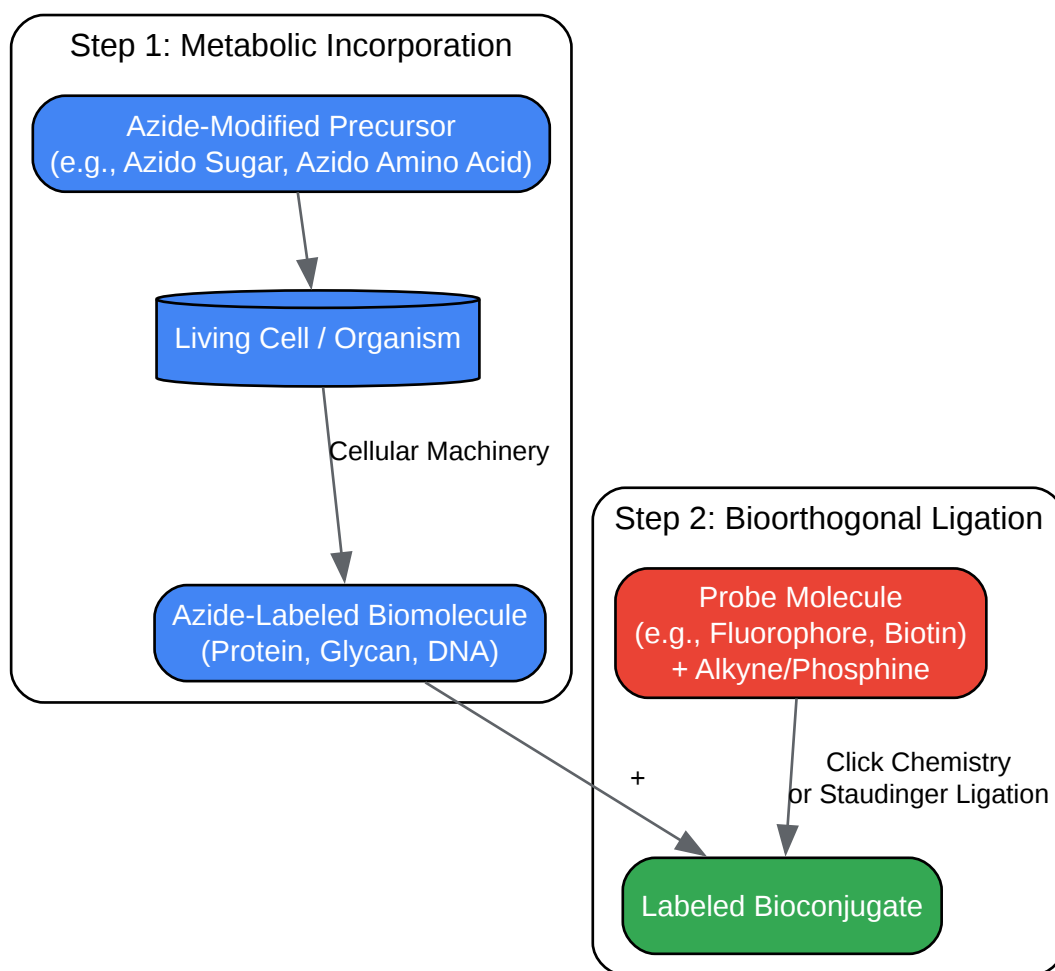 Step 1: Metabolic Incorporation
Azide-Modified Precursor
(e.g., Azido Sugar, Azido Amino Acid)
Living Cell / Organism
Cellular Machinery
Azide-Labeled Biomolecule
(Protein, Glycan, DNA)
Step 2: Bioorthogonal Ligation
Probe Molecule
(e.g., Fluorophore, Biotin)
+ Alkyne/Phosphine
+
Click Chemistry
or Staudinger Ligation
Labeled Bioconjugate